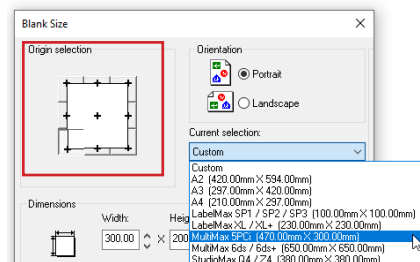 Blank Size
Origin selection
Orientation
Portrait
Landscape
Current selection:
Custom
Custom
A2 (420.00mm X 594.00mm)
A3 (297.00mm X 420.00mm)
A4 (210.00mm X 297.00mm)
LabelMax SP1 / SP2 / SP3 (100.00mm X 100.00mm)
LabelMax XL / XL+ (230.00mm X 230.00mm)
MultiMax 5PCi (470.00mm X 300.00mm)
MultiMax 6ds / 6ds+ (650.00mm X 650.00mm)
StudioMax Q4 / Z4 (380.00mm X 380.00mm)
Dimensions
Width:
300.00 X 200